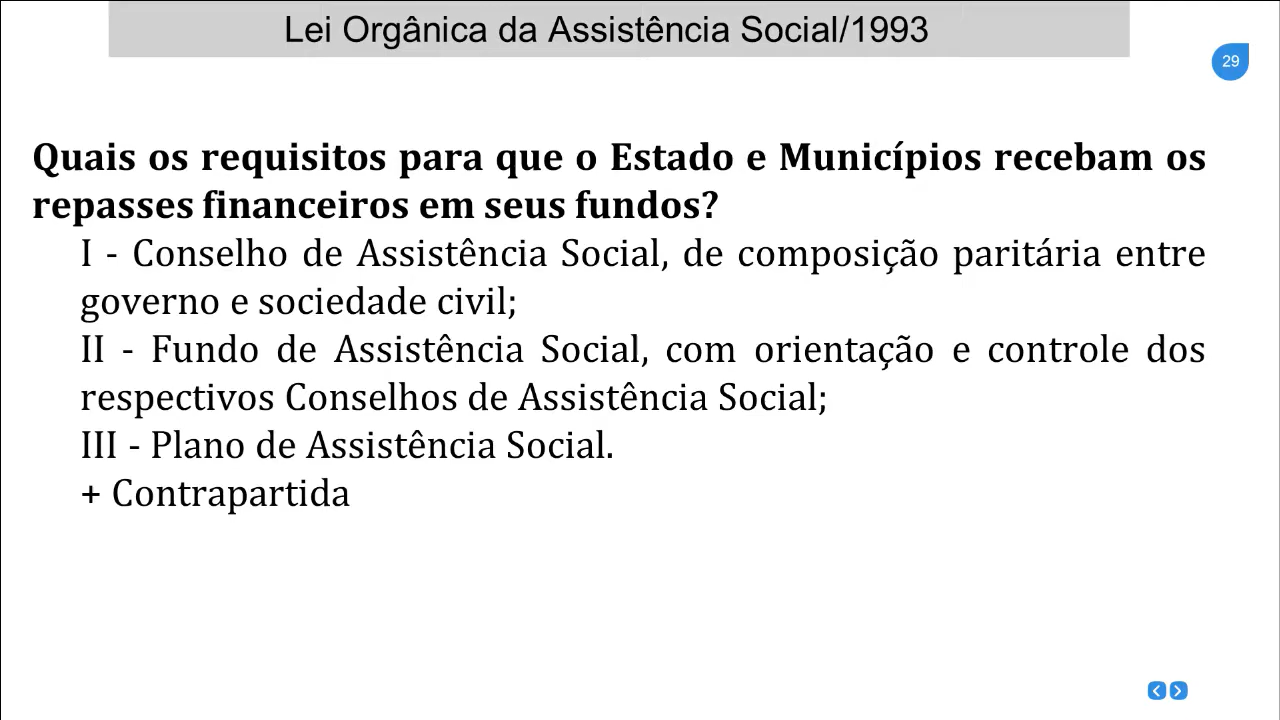 Lei Orgânica da Assistência Social/1993
29
Quais os requisitos para que o Estado e Municípios recebam os
repasses financeiros em seus fundos?
I - Conselho de Assistência Social, de composição paritária entre
governo e sociedade civil;
II - Fundo de Assistência Social, com orientação e controle dos
respectivos Conselhos de Assistência Social;
III - Plano de Assistência Social.
+ Contrapartida